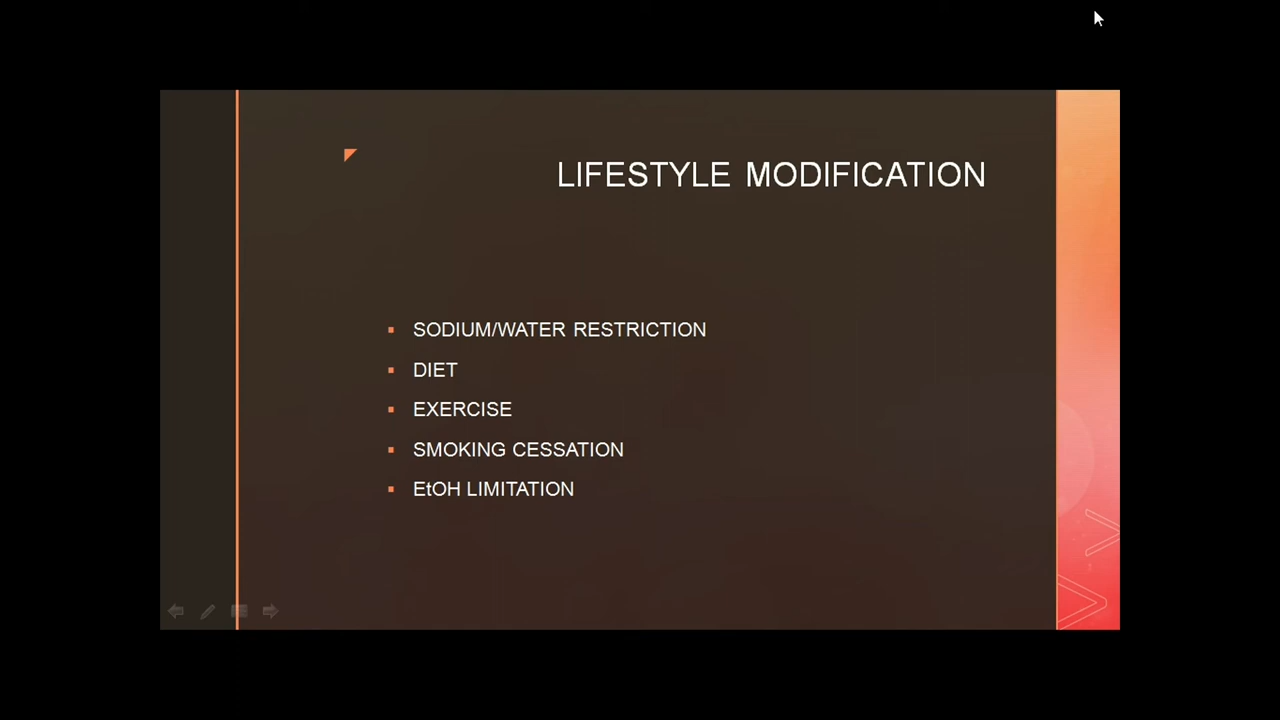 LIFESTYLE MODIFICATION
SODIUM/WATER RESTRICTION
DIET
EXERCISE
SMOKING CESSATION
EtOH LIMITATION